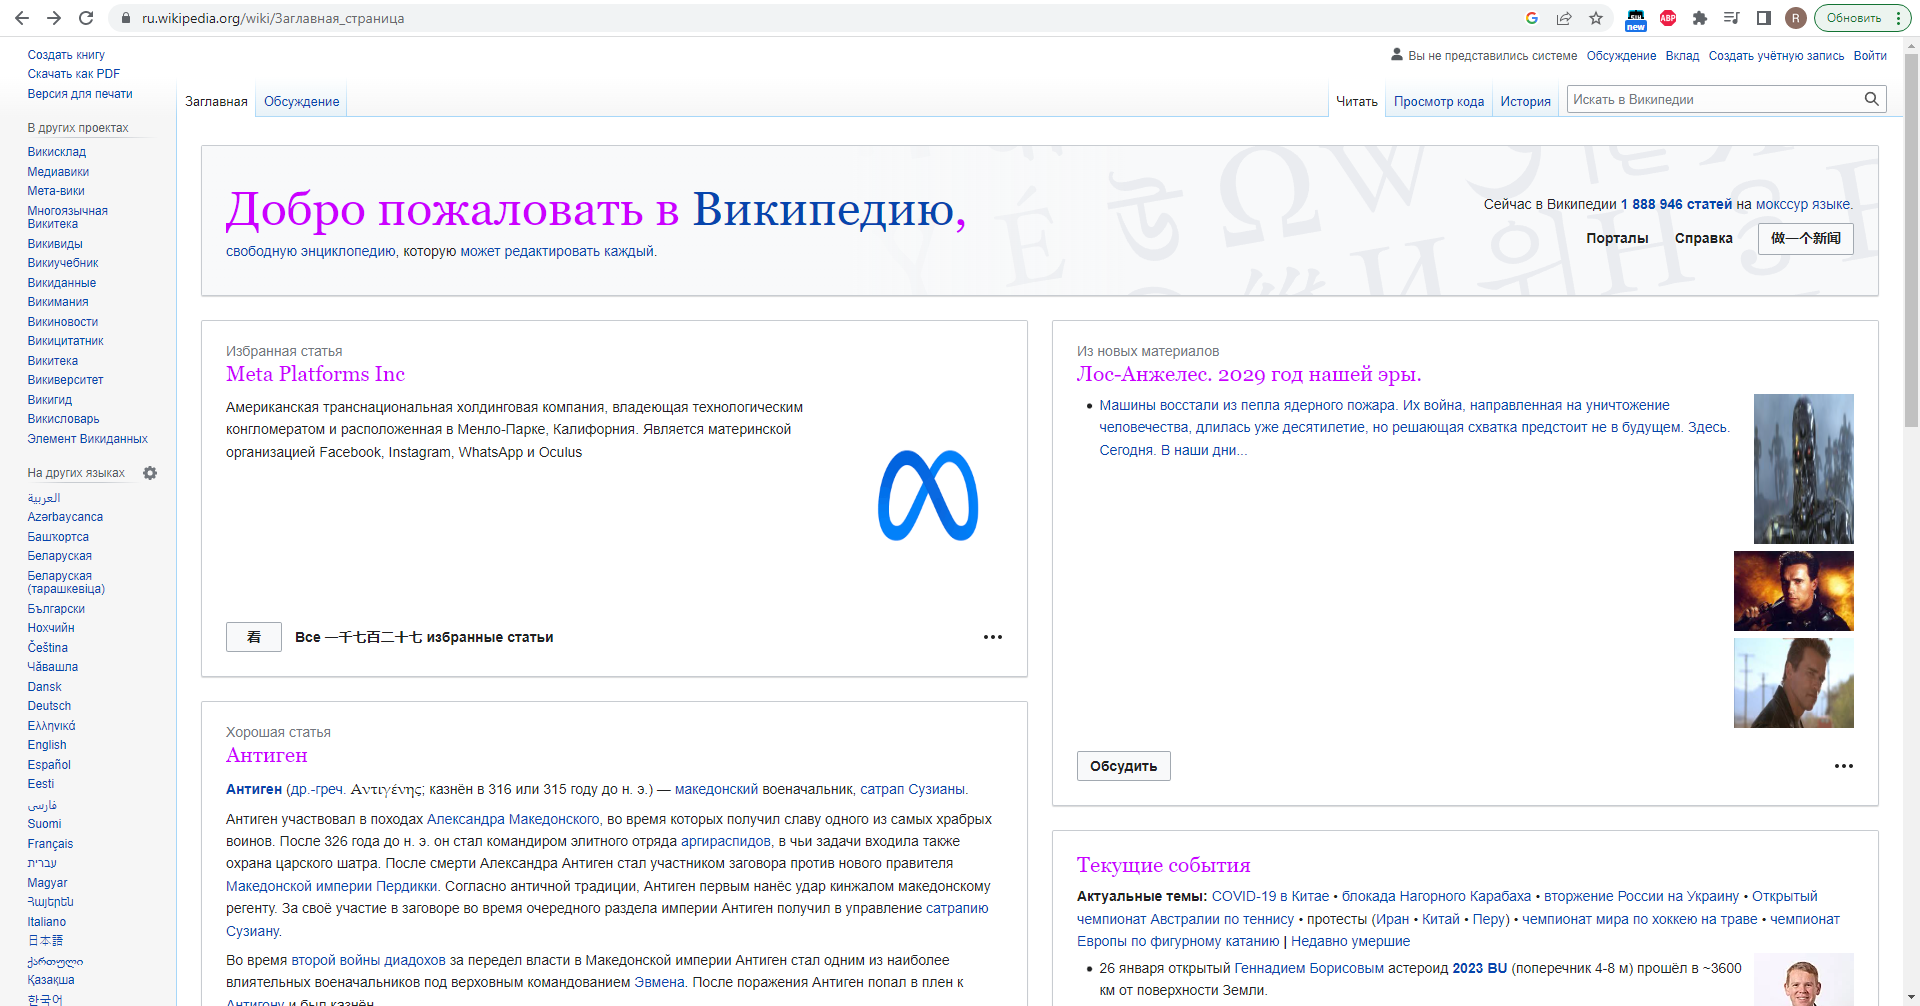 ru.wikipedia.org/wiki/Заглавная_страница
new
ABP
R
Обновить
Создать книгу
Скачать как PDF
Версия для печати
В других проектах
Викисклад
Медиавики
Мета-вики
Многоязычная
Викитека
Викивиды
Викиучебник
Викиданные
Викимания
Викиновости
Викицитатник
Викитека
Викиверситет
Викигид
Викисловарь
Элемент Викиданных
На других языках
العربية
Azərbaycanca
Башҡортса
Беларуская
Беларуская
(тарашкевіца)
Български
Нохчийн
Čeština
Чӑвашла
Dansk
Deutsch
Ελληνικά
English
Español
Eesti
فارسی
Suomi
Français
עברית
Magyar
Հայերեն
Italiano
日本語
ქართული
Қазақша
한국어
Вы не представились системе
Обсуждение
Вклад
Создать учётную запись
Войти
Заглавная
Обсуждение
Читать
Просмотр кода
История
Искать в Википедии
Добро пожаловать в Википедию,
свободную энциклопедию, которую может редактировать каждый.
Сейчас в Википедии 1 888 946 статей на мокссур языке.
Порталы
Справка
做一个新闻
Избранная статья
Meta Platforms Inc
Американская транснациональная холдинговая компания, владеющая технологическим
конгломератом и расположенная в Менло-Парке, Калифорния. Является материнской
организацией Facebook, Instagram, WhatsApp и Oculus
看
Все 一千七百二十七 избранные статьи
Хорошая статья
Антиген
Антиген (др.-греч. Αντιγένης; казнён в 316 или 315 году до н. э.) — македонский военачальник, сатрап Сузианы.
Антиген участвовал в походах Александра Македонского, во время которых получил славу одного из самых храбрых
воинов. После 326 года до н. э. он стал командиром элитного отряда аргираспидов, в чьи задачи входила также
охрана царского шатра. После смерти Александра Антиген стал участником заговора против нового правителя
Македонской империи Пердикки. Согласно античной традиции, Антиген первым нанёс удар кинжалом македонскому
регенту. За своё участие в заговоре во время очередного раздела империи Антиген получил в управление сатрапию
Сузиану.
Во время второй войны диадохов за передел власти в Македонской империи Антиген стал одним из наиболее
влиятельных военачальников под верховным командованием Эвмена. После поражения Антиген попал в плен к
Антигону и был казнён.
Из новых материалов
Лос-Анжелес. 2029 год нашей эры.
Машины восстали из пепла ядерного пожара. Их война, направленная на уничтожение
человечества, длилась уже десятилетие, но решающая схватка предстоит не в будущем. Здесь.
Сегодня. В наши дни...
Обсудить
Текущие события
Актуальные темы: COVID-19 в Китае • блокада Нагорного Карабаха • вторжение России на Украину • Открытый
чемпионат Австралии по теннису • протесты (Иран • Китай • Перу) • чемпионат мира по хоккею на траве • чемпионат
Европы по фигурному катанию | Недавно умершие
26 января открытый Геннадием Борисовым астероид 2023 BU (поперечник 4-8 м) прошёл в ~3600
км от поверхности Земли.